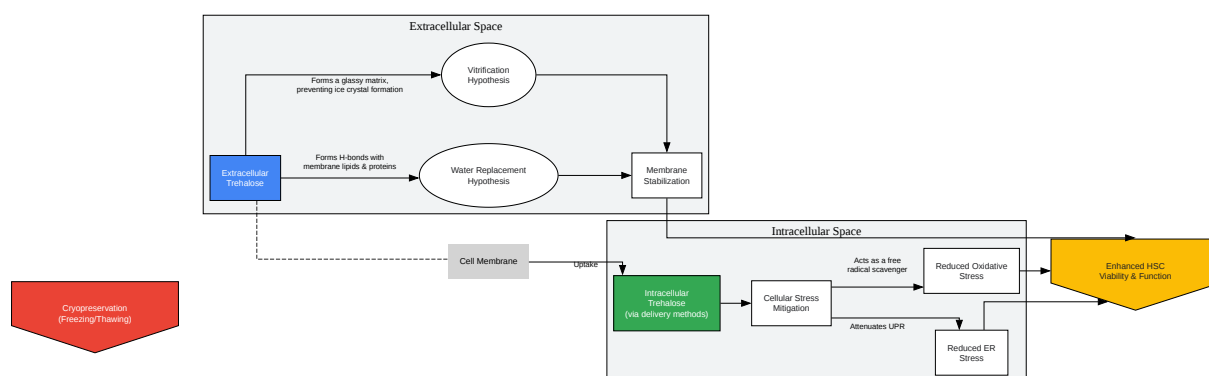 Extracellular Space
Vitrification
Hypothesis
Forms a glassy matrix,
preventing ice crystal formation
Forms H-bonds with
membrane lipids & proteins
Extracellular
Trehalose
Water Replacement
Hypothesis
Membrane
Stabilization
Intracellular Space
Cell Membrane
Uptake
Acts as a free
radical scavenger
Reduced Oxidative
Stress
Enhanced HSC
Viability & Function
Cryopreservation
(Freezing/Thawing)
Intracellular
Trehalose
(via delivery methods)
Cellular Stress
Mitigation
Attenuates UPR
Reduced ER
Stress